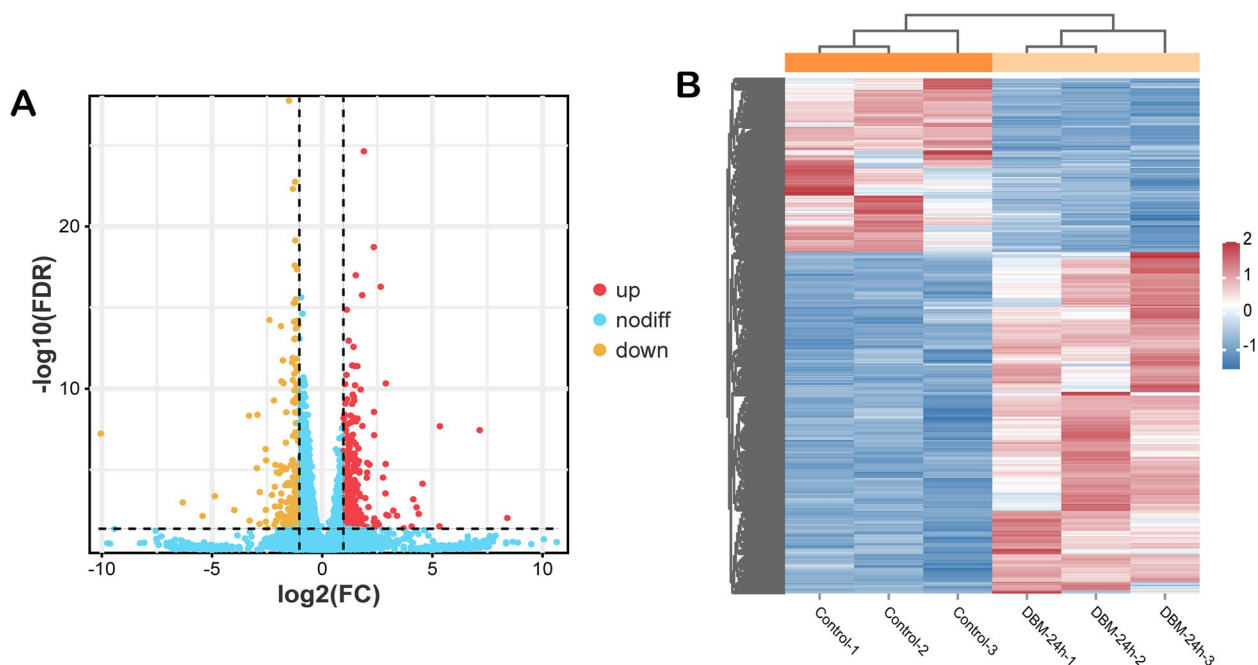 A
-log10(FDR)
20
10
-10
-5
0
5
10
log2(FC)
up
nodiff
down
B
2
1
0
-1
Control-1
Control-2
Control-3
DBM-24h-1
DBM-24h-2
DBM-24h-3